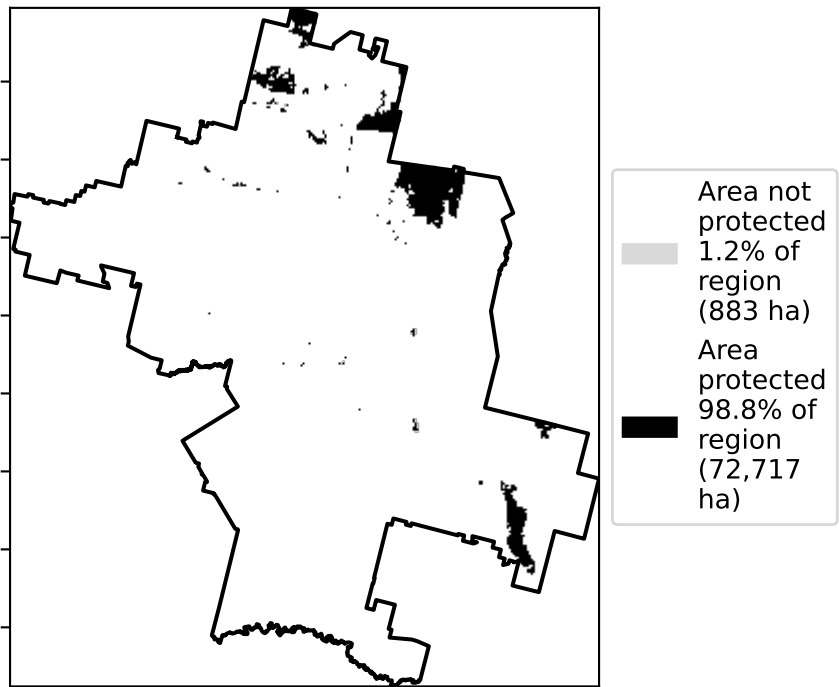 Area not
protected
1.2% of
region
(883 ha)
Area
protected
98.8% of
region
(72,717
ha)